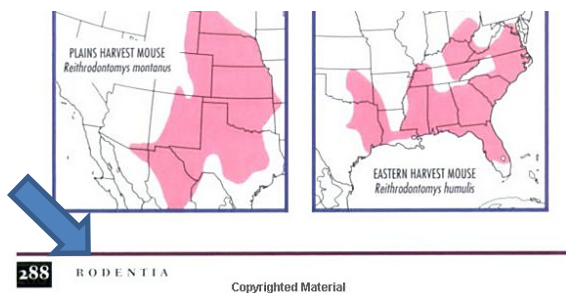 PLAINS HARVEST MOUSE
Reithrodontomys montanus
EASTERN HARVEST MOUSE
Reithrodontomys humulis
288 RODENTIA
Copyrighted Material